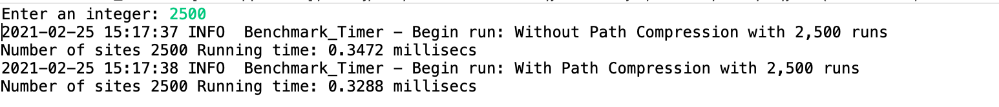 Enter an integer: 2500
2021-02-25 15:17:37 INFO  Benchmark_Timer - Begin run: Without Path Compression with 2,500 runs
Number of sites 2500 Running time: 0.3472 millisecs
2021-02-25 15:17:38 INFO  Benchmark_Timer - Begin run: With Path Compression with 2,500 runs
Number of sites 2500 Running time: 0.3288 millisecs